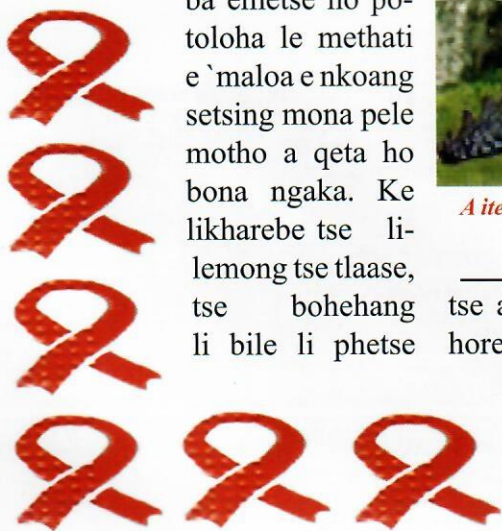 ba emetse ho po-
toloha le methati
e `maloa e nkoang
setsing mona pele
motho a qeta ho
bona ngaka. Ke
likharebe tse li-
lemong tse tlaase,
tse bohehang
li bile li phetse
A ite
tse a
hore